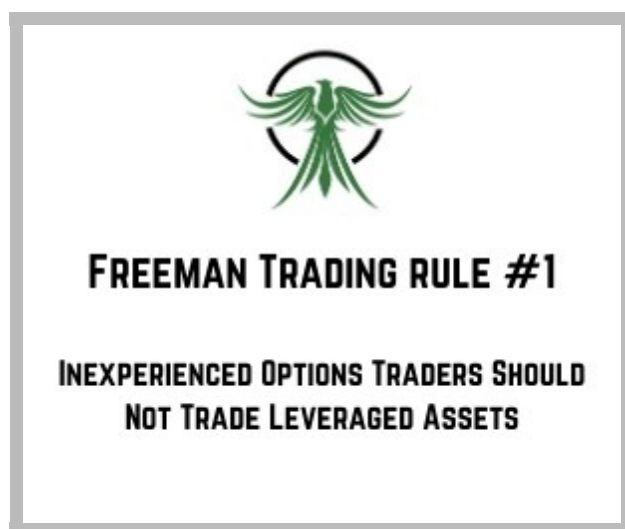 Freeman Trading rule #1
Inexperienced Options Traders Should
Not Trade Leveraged Assets